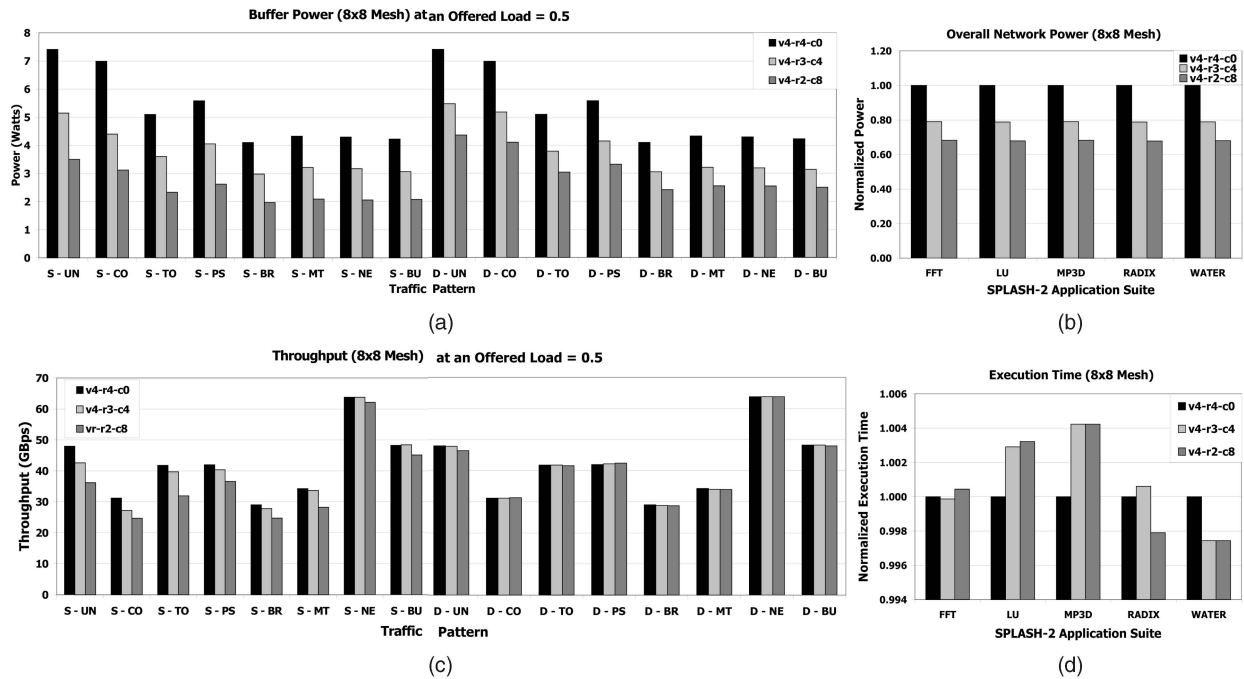 Buffer Power (8x8 Mesh) at an Offered Load = 0.5
Power (Watts)
8
7
6
5
4
3
2
1
0
v4-r4-c0
v4-r3-c4
v4-r2-c8
S - UN S - CO S - TO S - PS S - BR S - MT S - NE S - BU D - UN D - CO D - TO D - PS D - BR D - MT D - NE D - BU
Traffic Pattern
(a)
Overall Network Power (8x8 Mesh)
Normalized Power
1.20
1.00
0.80
0.60
0.40
0.20
0.00
v4-r4-c0
v4-r3-c4
v4-r2-c8
FFT LU MP3D RADIX WATER
SPLASH-2 Application Suite
(b)
Throughput (8x8 Mesh) at an Offered Load = 0.5
Throughput (GBps)
70
60
50
40
30
20
10
0
v4-r4-c0
v4-r3-c4
vr-r2-c8
S - UN S - CO S - TO S - PS S - BR S - MT S - NE S - BU D - UN D - CO D - TO D - PS D - BR D - MT D - NE D - BU
Traffic Pattern
(c)
Execution Time (8x8 Mesh)
Normalized Execution Time
1.006
1.004
1.002
1.000
0.998
0.996
0.994
v4-r4-c0
v4-r3-c4
v4-r2-c8
FFT LU MP3D RADIX WATER
SPLASH-2 Application Suite
(d)